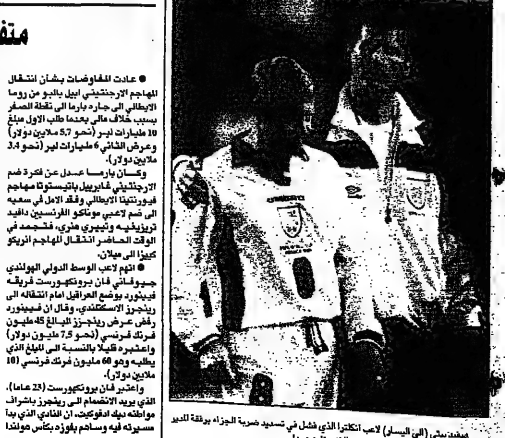 متف
● عادت المفاوضات بشأن انتقال
المهاجم الارجنتيني ابيل بالبو من روما
الايطالي الى جاره بارما الى نقطة الصفر
بسبب خلاف مالي بعدما طلب الاول مبلغ
10 مليارات لير (نحو 5,7 ملايين دولار)
وعرض الثاني 6 مليارات لير (نحو 3,4
ملايين دولار).
وكان بارما عدل عن فكرة ضم
الارجنتيني غابرييل باتيستوتا مهاجم
فيورنتينا الايطالي وفقد الامل في سعيه
الى ضم لاعبي موناكو الفرنسيين دافيد
تريزيغيه وتييري هنري، فتجمد في
الوقت الحاضر انتقال المهاجم انريكو
كييزا الى ميلان.
● اتهم لاعب الوسط الدولي الهولندي
جيوفاني فان برونكهورست فريقه
فيينورد بوضع العراقيل امام انتقاله الى
رينجرز الاسكتلندي. وقال ان فيينورد
رفض عرض رينجرز البالغ 45 مليون
فرنك فرنسي (نحو 7,5 مليون دولار)
واعتبره قليلا بالنسبة الى المبلغ الذي
يطلبه وهو 60 مليون فرنك فرنسي (10
ملايين دولار).
واعتبر فان برونكهورست (23 عاما)،
الذي يريد الانضمام الى رينجرز باشراف
مواطنه ديك ادفوكيت، ان النادي الذي بدأ
مسيرته فيه وساهم بفوزه بكأس هولندا
ديفيد بيتي (الى اليسار) لاعب انكلترا الذي فشل في تسديد ضربة الجزاء برفقة المدير